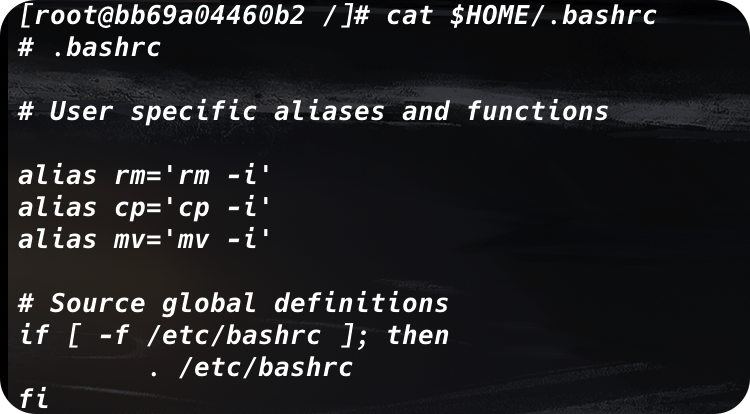 [root@bb69a04460b2 /]# cat $HOME/.bashrc
# .bashrc
# User specific aliases and functions
alias rm='rm -i'
alias cp='cp -i'
alias mv='mv -i'
# Source global definitions
if [ -f /etc/bashrc ]; then
        . /etc/bashrc
fi